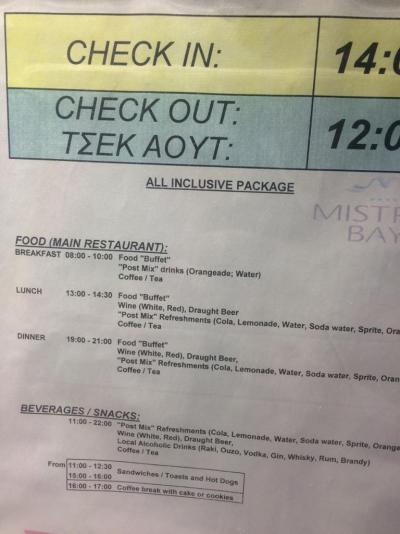 CHECK IN: 14:0
CHECK OUT: 12:0
ΤΣΕΚ ΑΟΥΤ:
ALL INCLUSIVE PACKAGE
MISTR
BAY
FOOD (MAIN RESTAURANT):
BREAKFAST 08:00 - 10:00 Food "Buffet"
"Post Mix" drinks (Orangeade; Water)
Coffee / Tea
LUNCH 13:00 - 14:30 Food "Buffet"
Wine (White, Red), Draught Beer
"Post Mix" Refreshments (Cola, Lemonade, Water, Soda water, Sprite, Ora
Coffee / Tea
DINNER 19:00 - 21:00 Food "Buffet"
Wine (White, Red), Draught Beer,
"Post Mix" Refreshments (Cola, Lemonade, Water, Soda water, Sprite, Oran
Coffee / Tea
BEVERAGES / SNACKS:
11:00 - 22:00 "Post Mix" Refreshments (Cola, Lemonade, Water, Soda water, Sprite, Orange
Wine (White, Red), Draught Beer,
Local Alcoholic Drinks (Raki, Ouzo, Vodka, Gin, Whisky, Rum, Brandy)
Coffee / Tea
From 11:00 - 12:30 Sandwiches / Toasts and Hot Dogs
15:00 - 16:00
16:00 - 17:00 Coffee break with cake or cookies